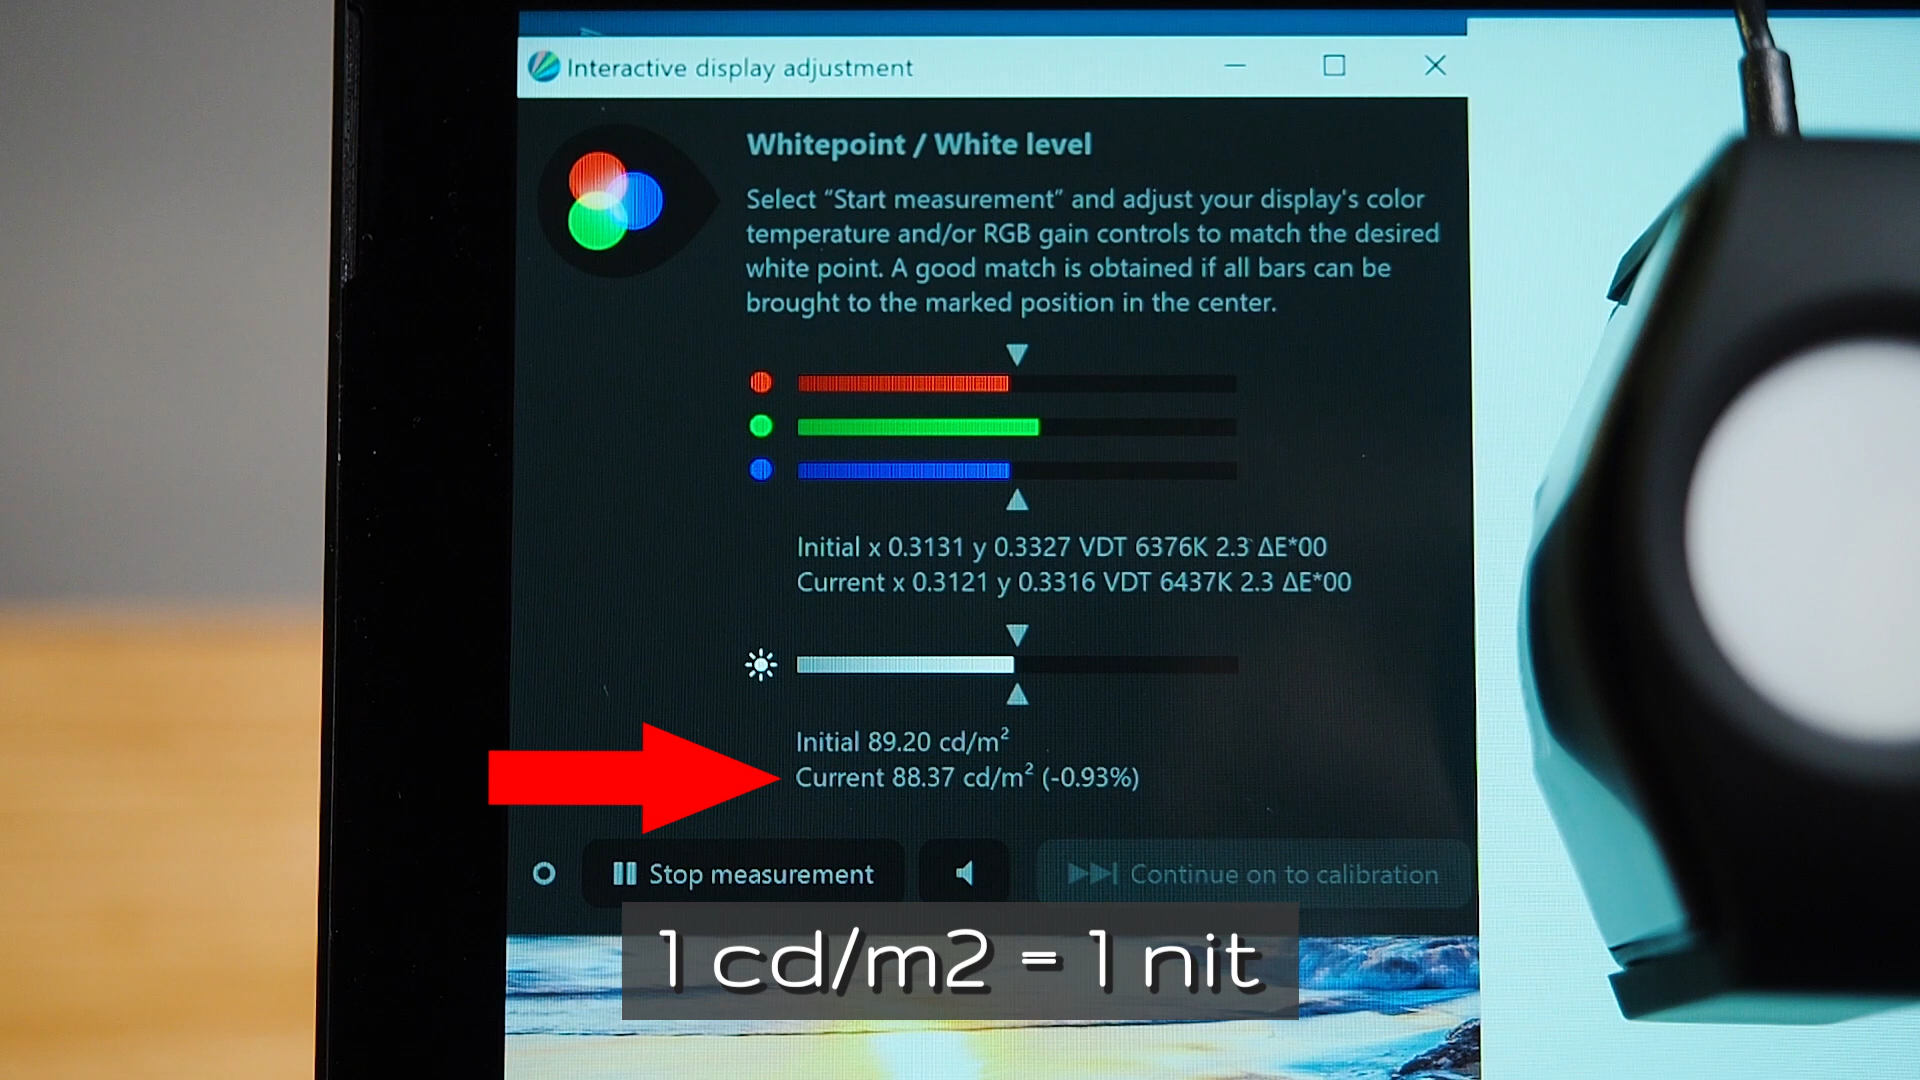 Interactive display adjustment
Whitepoint / White level
Select “Start measurement” and adjust your display's color
temperature and/or RGB gain controls to match the desired
white point. A good match is obtained if all bars can be
brought to the marked position in the center.
Initial x 0.3131 y 0.3327 VDT 6376K 2.3 ΔE*00
Current x 0.3121 y 0.3316 VDT 6437K 2.3 ΔE*00
Initial 89.20 cd/m²
Current 88.37 cd/m² (-0.93%)
Stop measurement
Continue on to calibration
1 cd/m2 = 1 nit